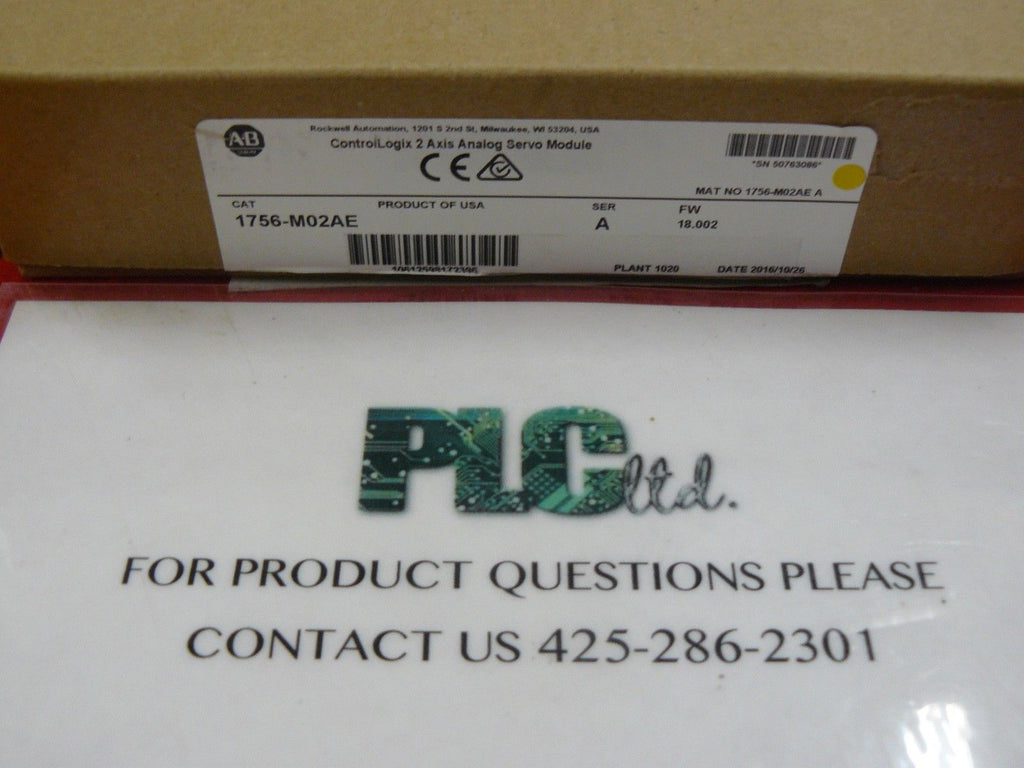 A·B
Rockwell Automation, 1201 S 2nd St, Milwaukee, WI 53204, USA
ControlLogix 2 Axis Analog Servo Module
CE
*SN 50763086*
MAT NO 1756-M02AE A
CAT
PRODUCT OF USA
SER
FW
1756-M02AE
A
18.002
PLANT 1020
DATE 2016/10/26
PLC ltd.
FOR PRODUCT QUESTIONS PLEASE
CONTACT US 425-286-2301